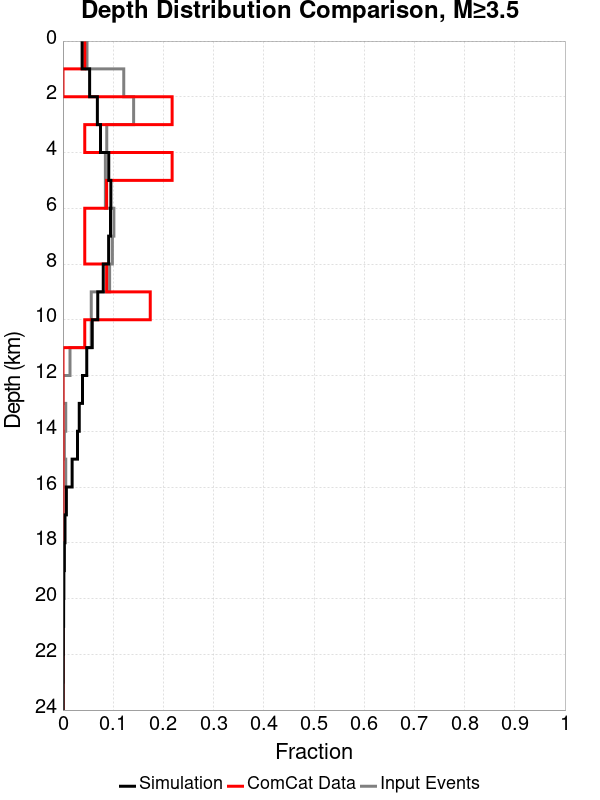 Depth Distribution Comparison, M≥3.5
0
2
4
6
8
10
12
14
16
18
20
22
24
Depth (km)
0 0.1 0.2 0.3 0.4 0.5 0.6 0.7 0.8 0.9 1
Fraction
Simulation ComCat Data Input Events